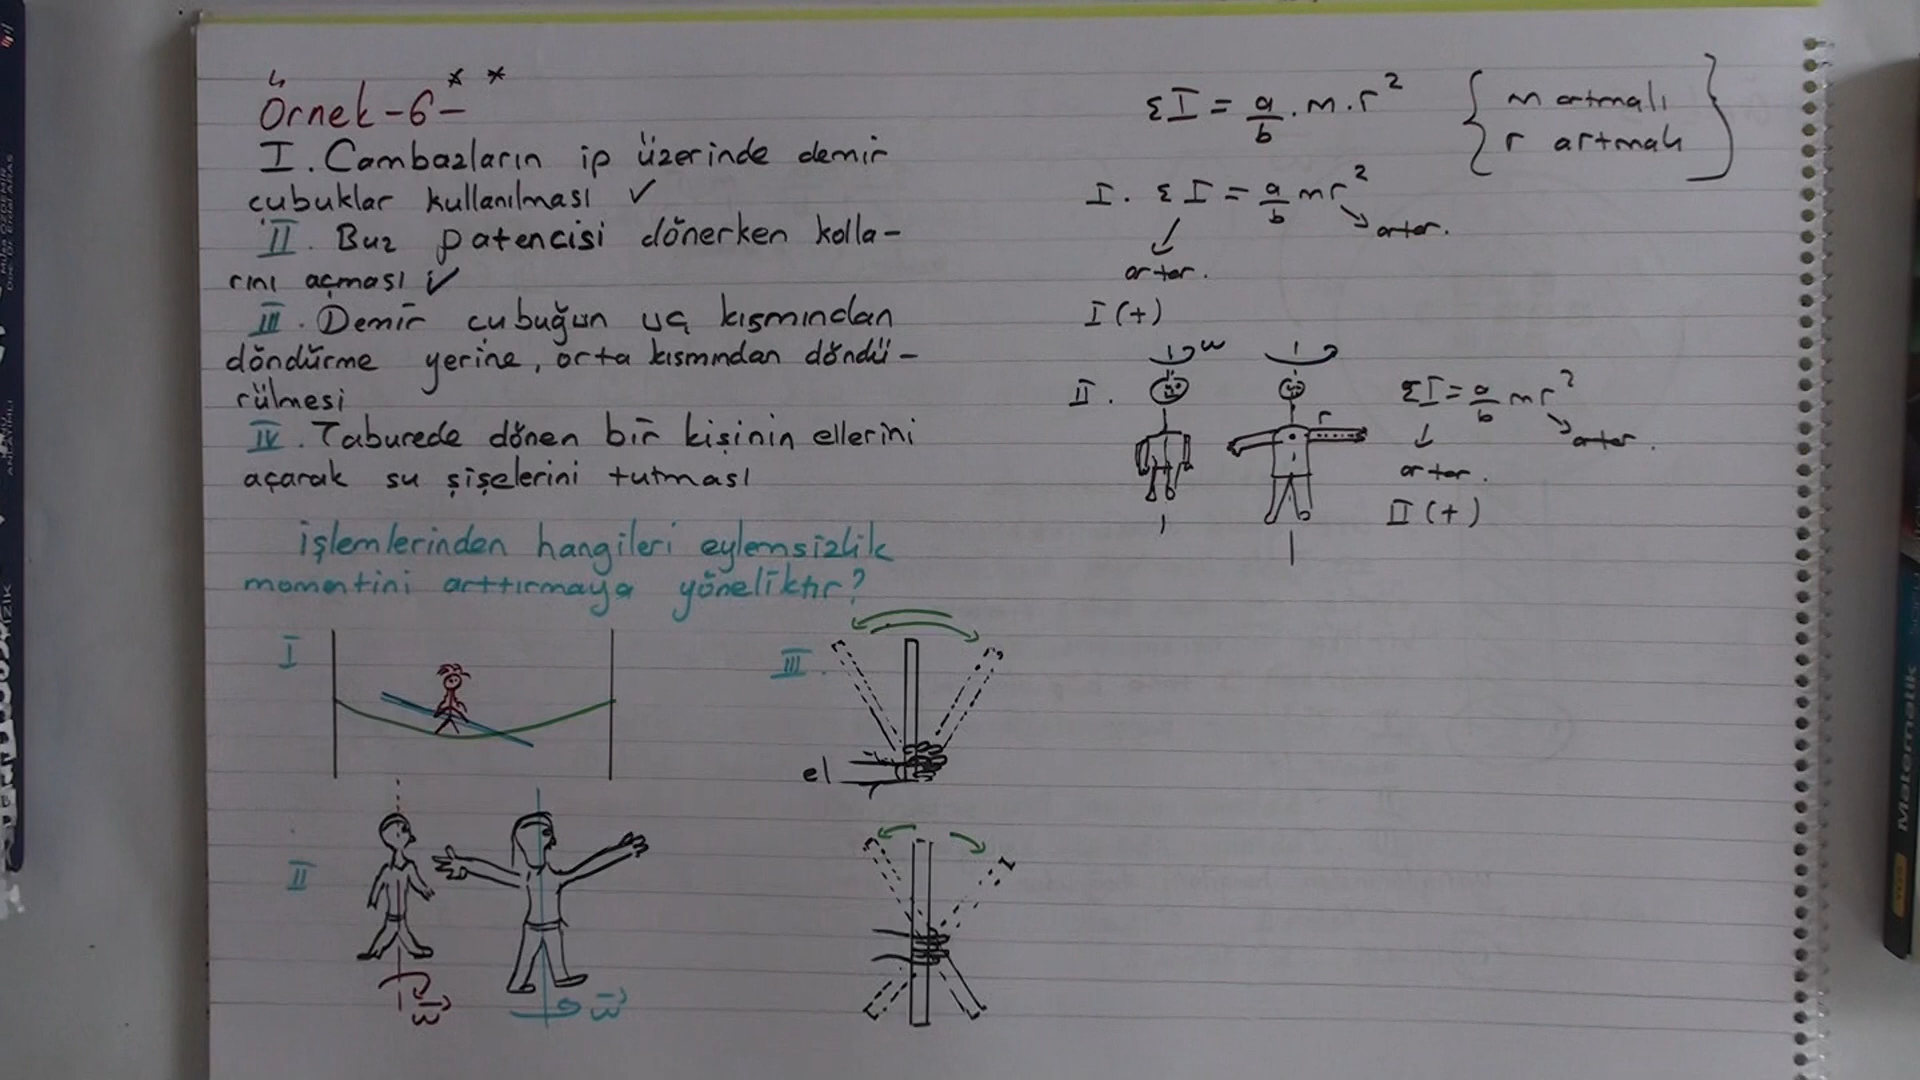 Örnek-6-
I. Cambazların ip üzerinde demir
çubuklar kullanılması ✓
II. Buz patencisi dönerken kolla-
rını açması ✓
III. Demir çubuğun uç kısmından
döndürme yerine, orta kısmından döndü-
rülmesi
IV. Taburede dönen bir kişinin ellerini
açarak su şişelerini tutması
işlemlerinden hangileri eylemsizlik
momentini arttırmaya yöneliktir?
I
II
III.
el
ω
ω
ΣI = a/b . m . r² { m artmalı
r artmalı }
I. ΣI = a/b m r²
artar.
artar.
I (+)
ω
II.
r
ΣI = a/b m r²
artar.
artar.
II (+)
Matematik